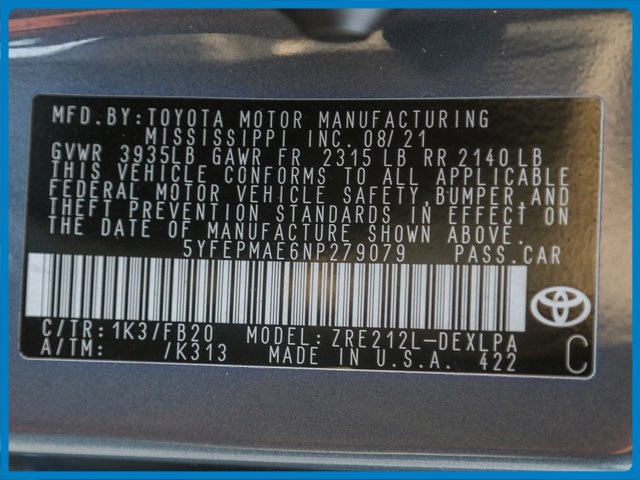 MFD. BY: TOYOTA MOTOR MANUFACTURING
MISSISSIPPI INC. 08/21
GVWR 3935LB GAWR FR 2315 LB RR 2140 LB
THIS VEHICLE CONFORMS TO ALL APPLICABLE
FEDERAL MOTOR VEHICLE SAFETY, BUMPER, AND
THEFT PREVENTION STANDARDS IN EFFECT ON
THE DATE OF MANUFACTURE SHOWN ABOVE.
5YFEPMAE6NP279079 PASS. CAR
C/TR: 1K3/FB20 MODEL: ZRE212L-DEXLPA
A/TM: /K313 MADE IN U.S.A. 422 C